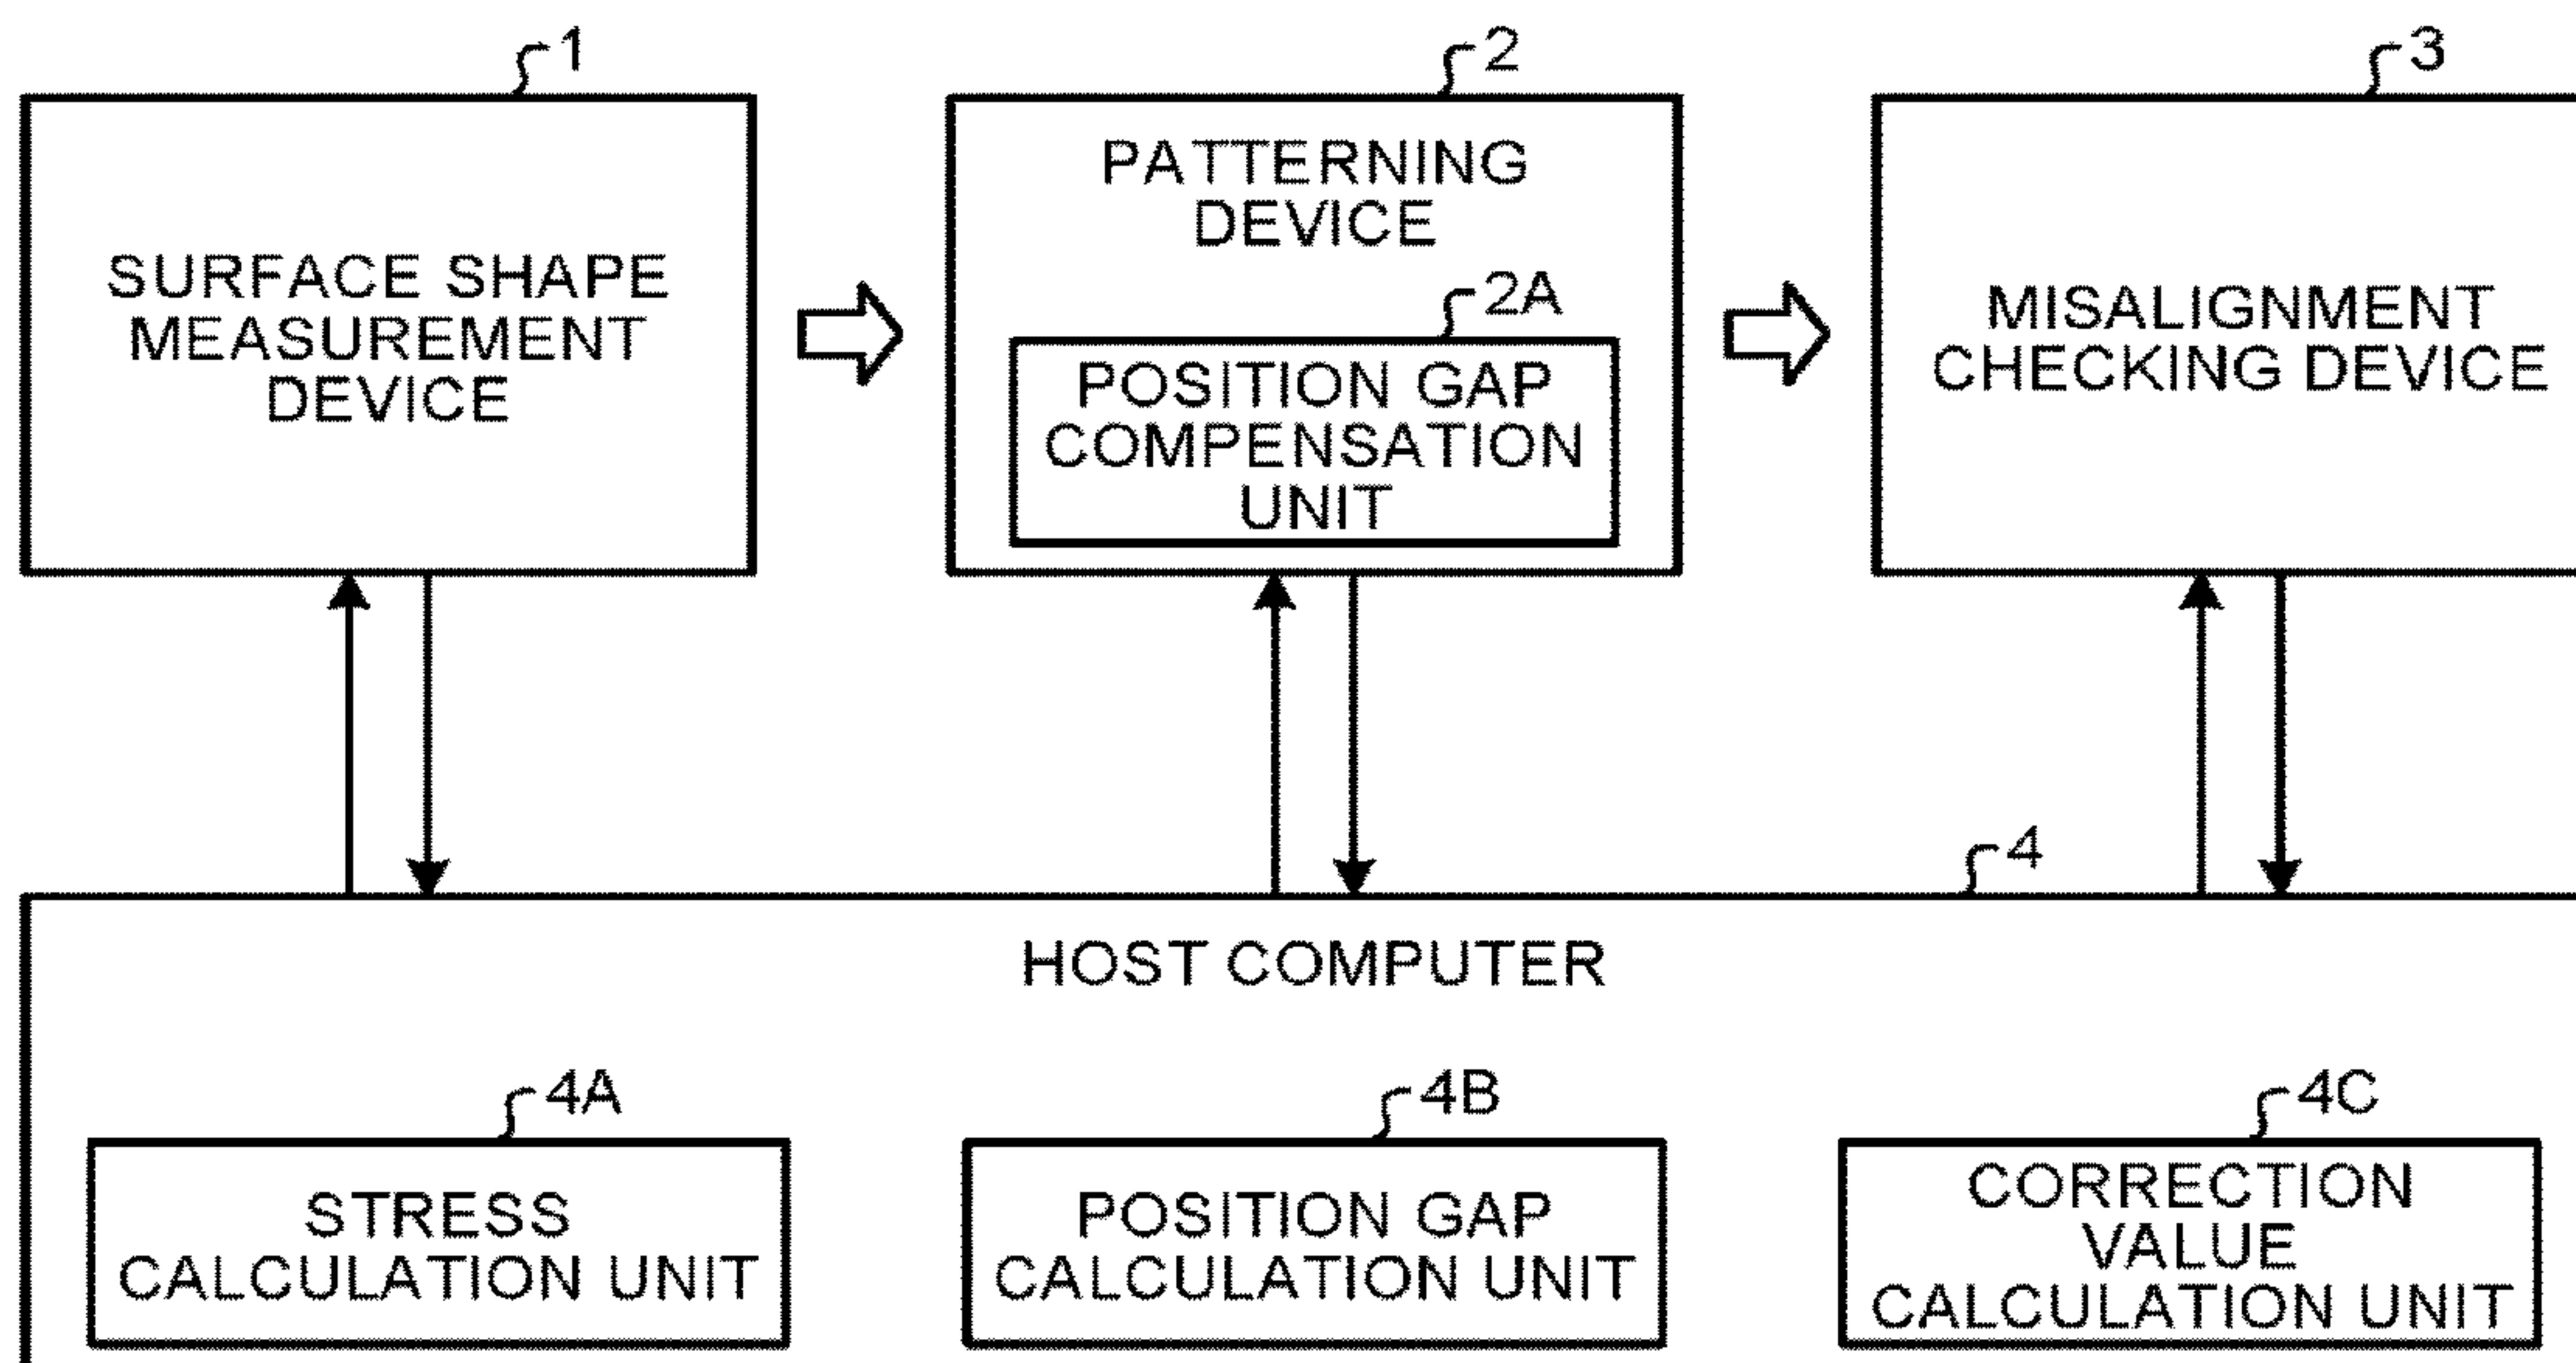 1
2
3
SURFACE SHAPE
MEASUREMENT
DEVICE
PATTERNING
DEVICE
2A
POSITION GAP
COMPENSATION
UNIT
MISALIGNMENT
CHECKING DEVICE
4
HOST COMPUTER
4A
STRESS
CALCULATION UNIT
4B
POSITION GAP
CALCULATION UNIT
4C
CORRECTION
VALUE
CALCULATION UNIT